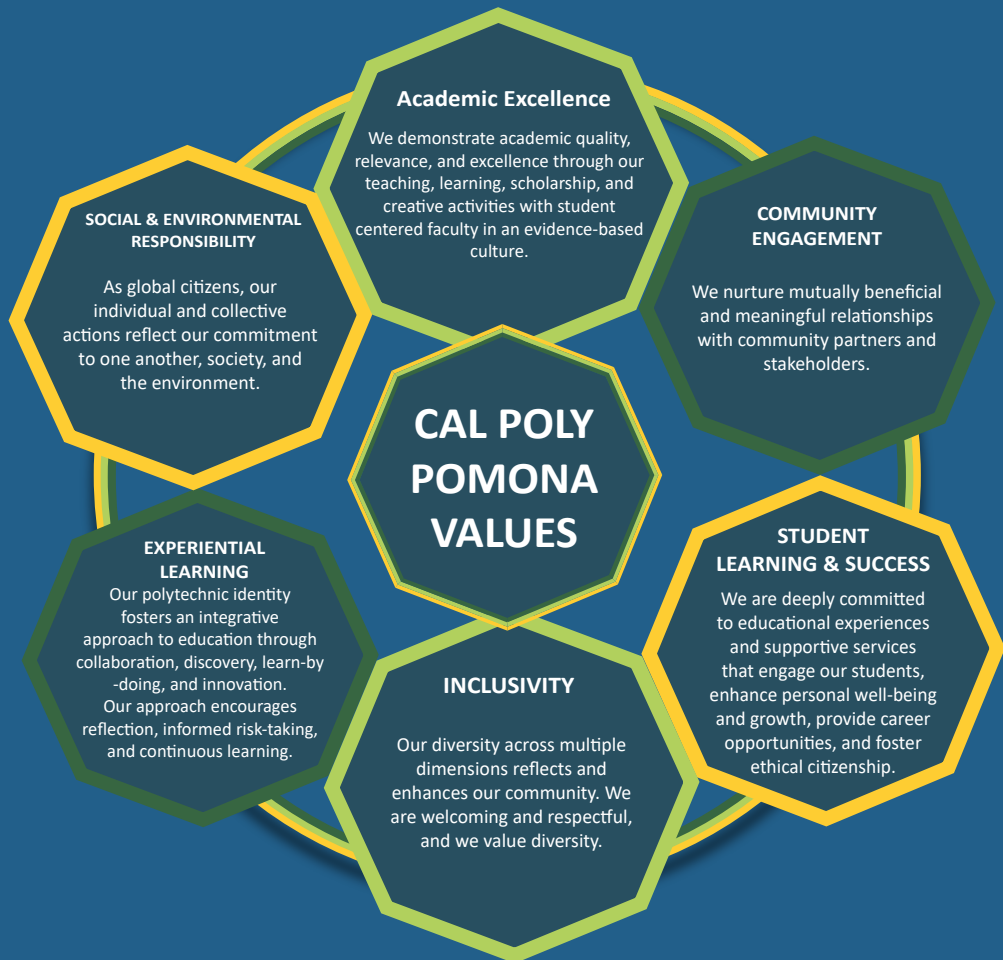 Academic Excellence
We demonstrate academic quality,
relevance, and excellence through our
teaching, learning, scholarship, and
creative activities with student
centered faculty in an evidence-based
culture.
COMMUNITY
ENGAGEMENT
We nurture mutually beneficial
and meaningful relationships
with community partners and
stakeholders.
SOCIAL & ENVIRONMENTAL
RESPONSIBILITY
As global citizens, our
individual and collective
actions reflect our commitment
to one another, society, and
the environment.
CAL POLY
POMONA
VALUES
EXPERIENTIAL
LEARNING
Our polytechnic identity
fosters an integrative
approach to education through
collaboration, discovery, learn-by
-doing, and innovation.
Our approach encourages
reflection, informed risk-taking,
and continuous learning.
STUDENT
LEARNING & SUCCESS
We are deeply committed
to educational experiences
and supportive services
that engage our students,
enhance personal well-being
and growth, provide career
opportunities, and foster
ethical citizenship.
INCLUSIVITY
Our diversity across multiple
dimensions reflects and
enhances our community. We
are welcoming and respectful,
and we value diversity.